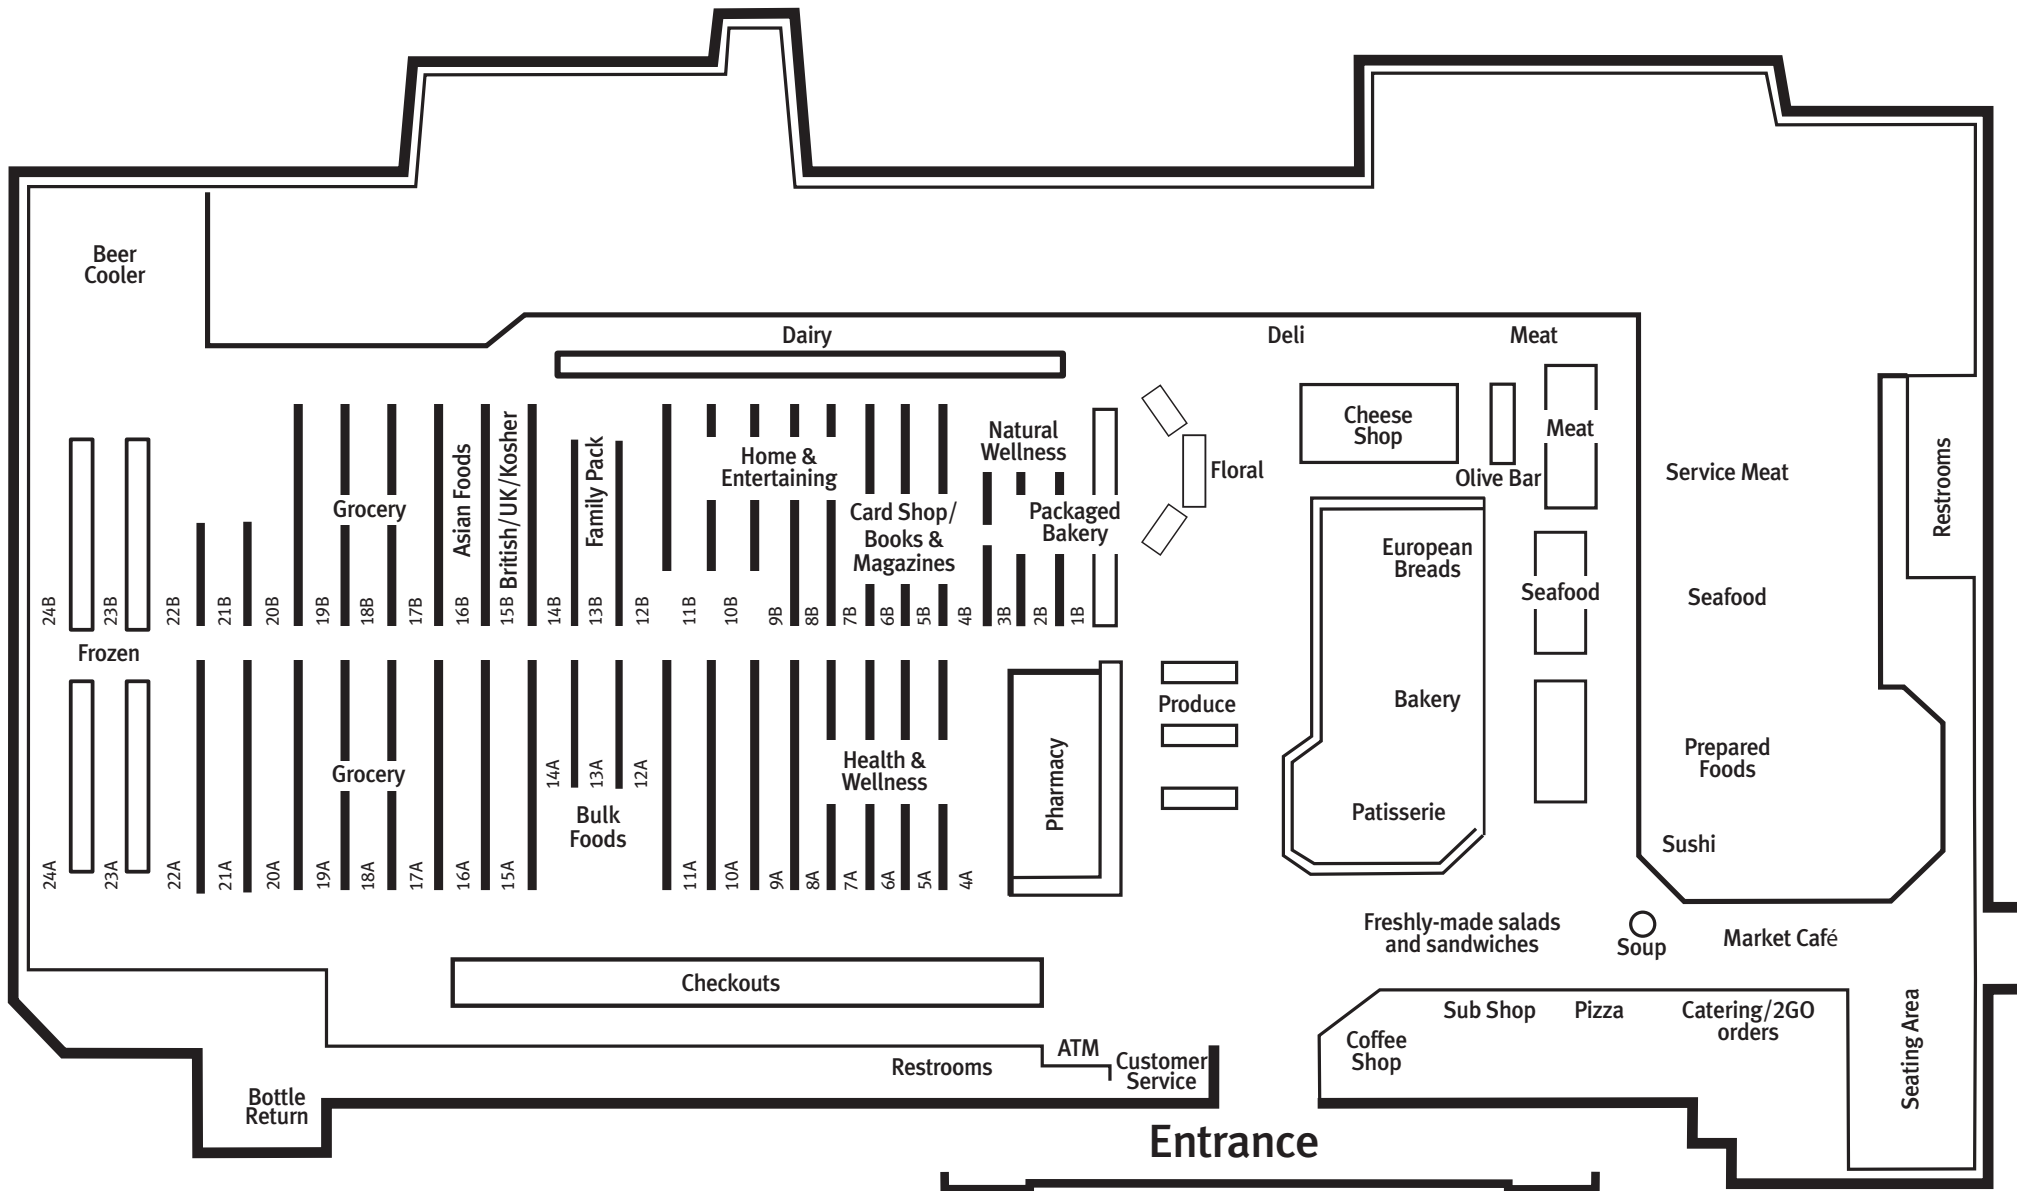 Beer
Cooler
Dairy
Deli
Meat
Cheese
Shop
Meat
Olive Bar
Service Meat
Restrooms
Natural
Wellness
Floral
Home &
Entertaining
Grocery
Asian Foods
British/UK/Kosher
Family Pack
Card Shop/
Books &
Magazines
Packaged
Bakery
European
Breads
Seafood
Seafood
24B
23B
22B
21B
20B
19B
18B
17B
16B
15B
14B
13B
12B
11B
10B
9B
8B
7B
6B
5B
4B
3B
2B
1B
Frozen
Produce
Bakery
Prepared
Foods
Grocery
14A
13A
12A
Health &
Wellness
Pharmacy
Bulk
Foods
Patisserie
Sushi
24A
23A
22A
21A
20A
19A
18A
17A
16A
15A
11A
10A
9A
8A
7A
6A
5A
4A
Freshly-made salads
and sandwiches
Soup
Market Café
Checkouts
Sub Shop
Pizza
Catering/2GO
orders
Coffee
Shop
Seating Area
ATM
Restrooms
Customer
Service
Bottle
Return
Entrance